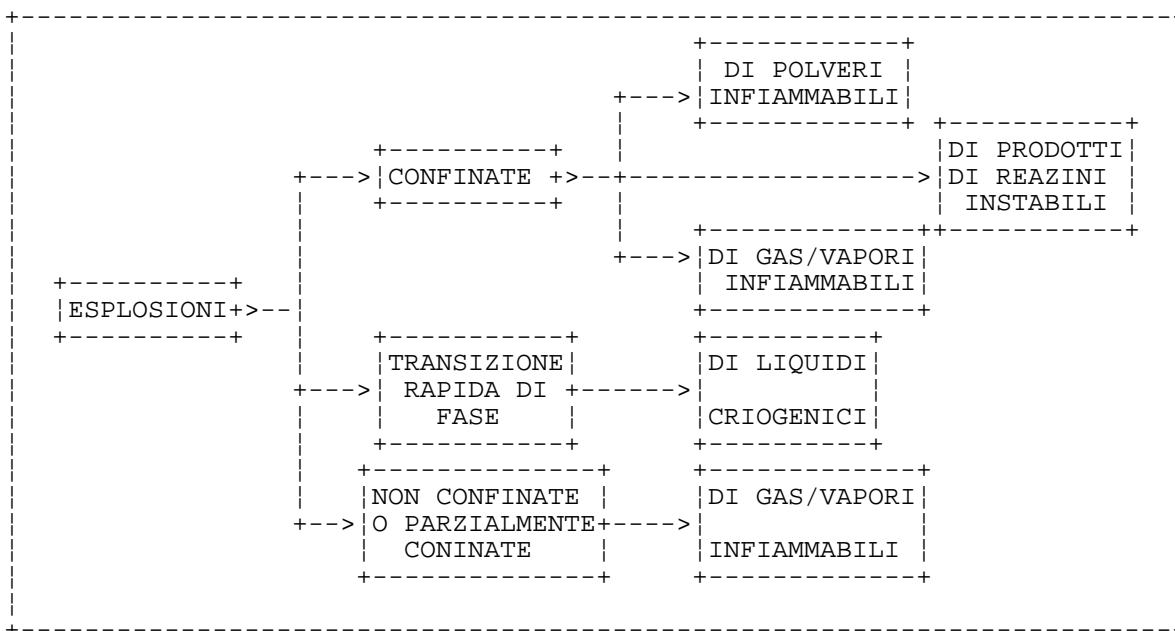 DI POLVERI
INFIAMMABILI
DI PRODOTTI
DI REAZINI
INSTABILI
CONFINATE
DI GAS/VAPORI
INFIAMMABILI
ESPLOSIONI
TRANSIZIONE
RAPIDA DI
FASE
DI LIQUIDI
CRIOGENICI
NON CONFINATE
O PARZIALMENTE
CONINATE
DI GAS/VAPORI
INFIAMMABILI